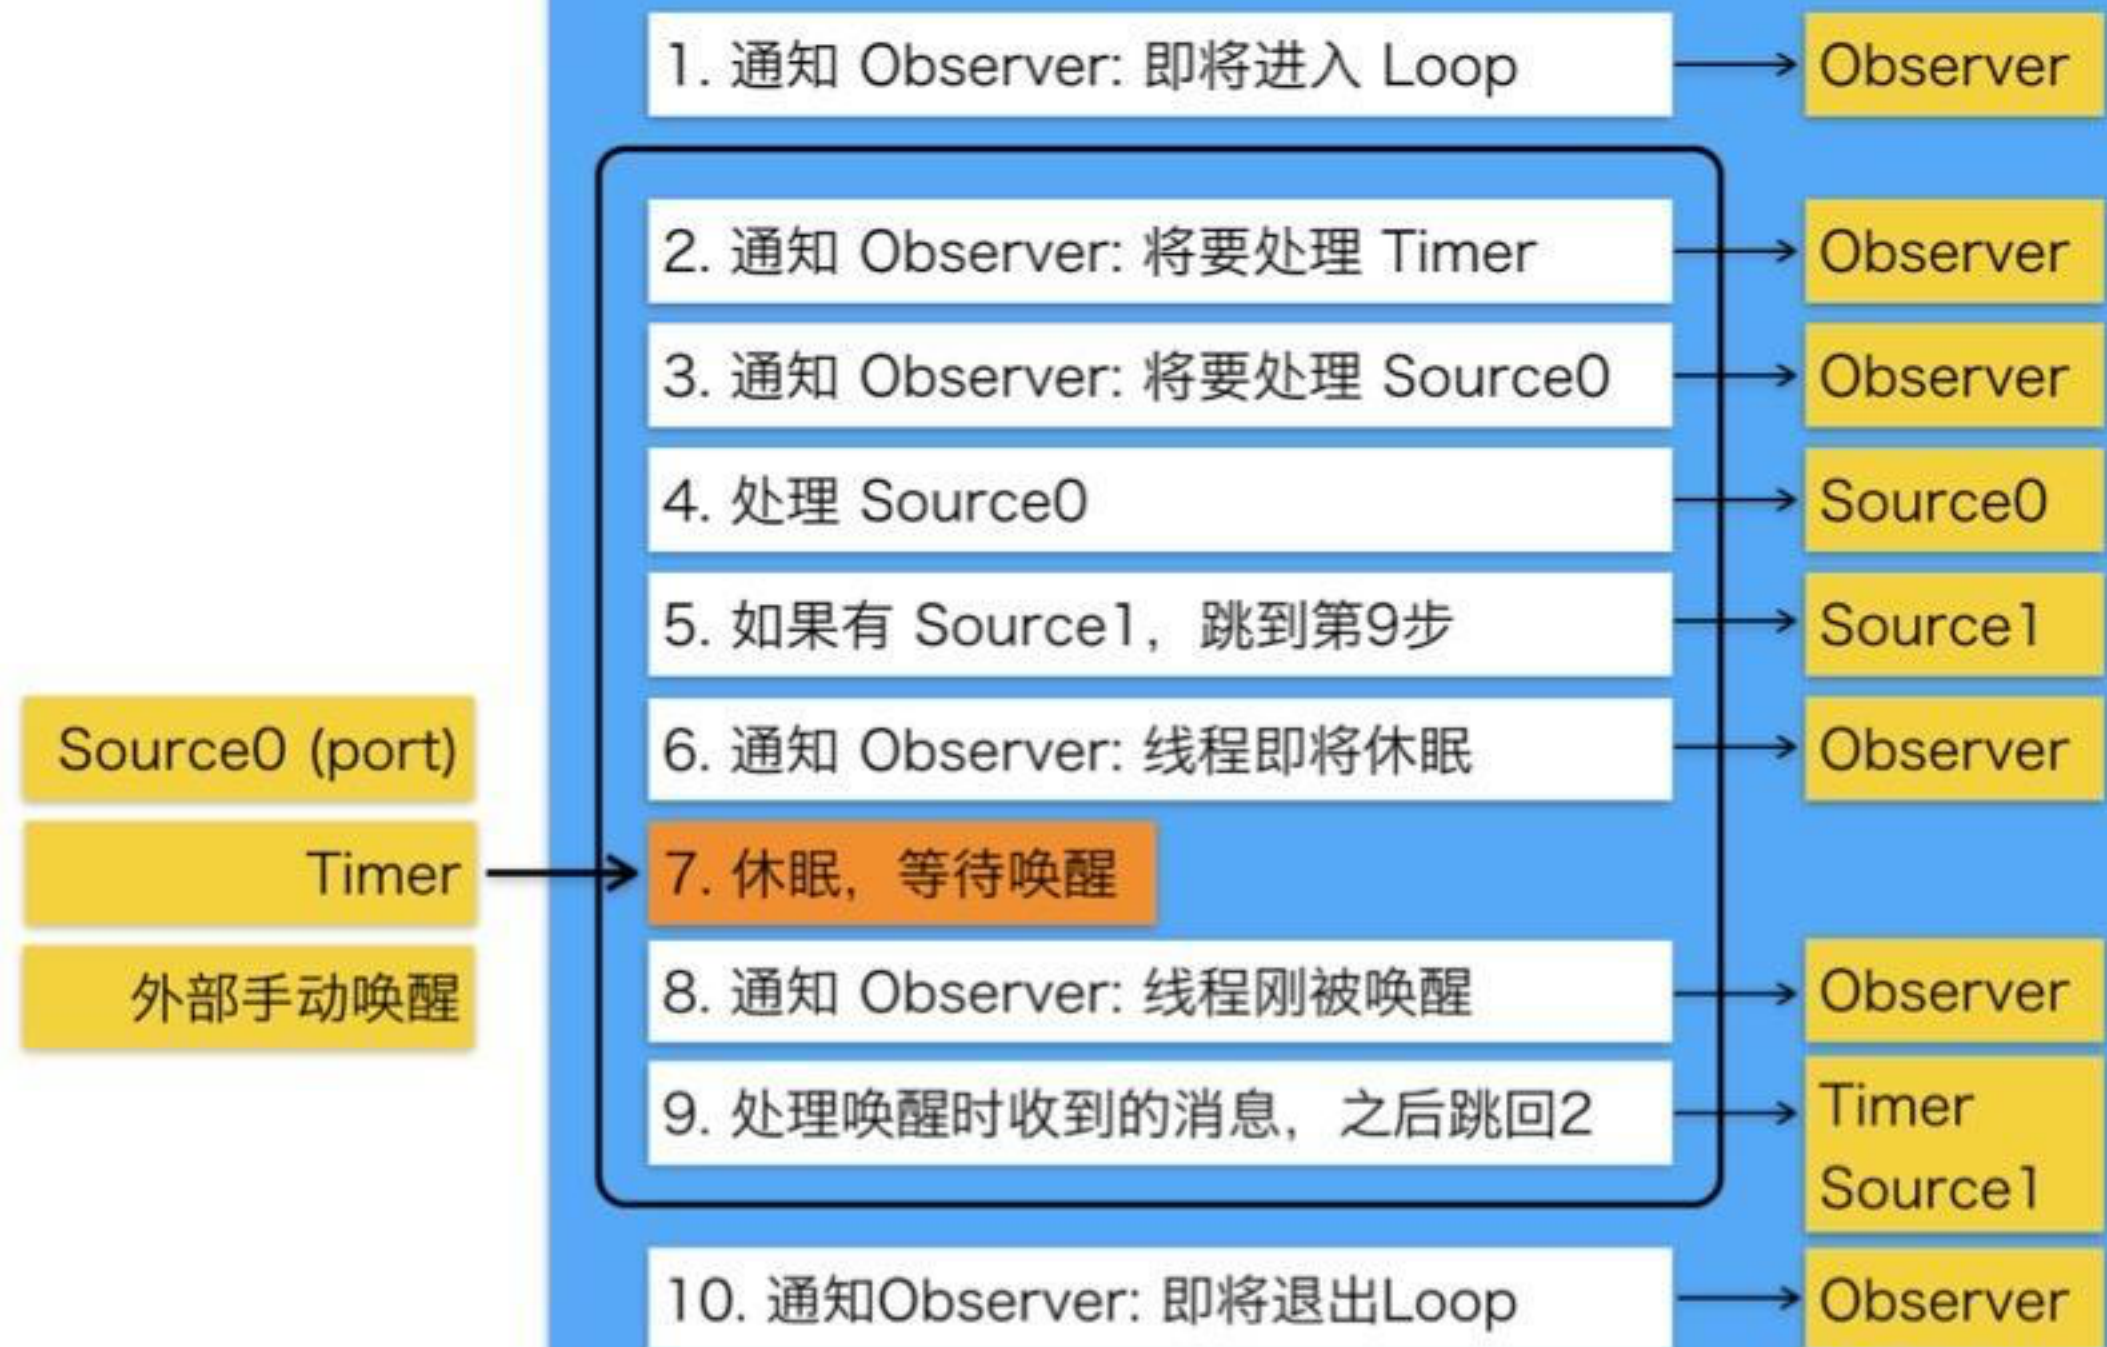 1. 通知 Observer: 即将进入 Loop
Observer
2. 通知 Observer: 将要处理 Timer
Observer
3. 通知 Observer: 将要处理 Source0
Observer
4. 处理 Source0
Source0
5. 如果有 Source1，跳到第9步
Source1
Source0 (port)
6. 通知 Observer: 线程即将休眠
Observer
Timer
7. 休眠，等待唤醒
外部手动唤醒
8. 通知 Observer: 线程刚被唤醒
Observer
9. 处理唤醒时收到的消息，之后跳回2
Timer
Source1
10. 通知Observer: 即将退出Loop
Observer